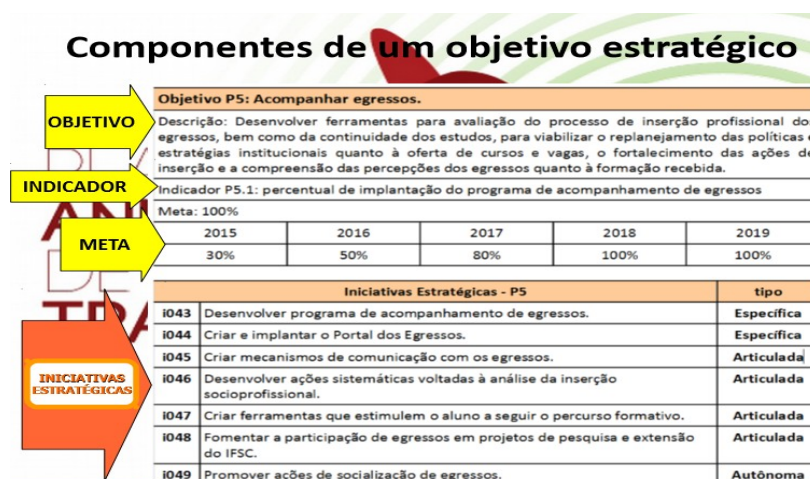 Componentes de um objetivo estratégico
OBJETIVO
Objetivo P5: Acompanhar egressos.
Descrição: Desenvolver ferramentas para avaliação do processo de inserção profissional do
egressos, bem como da continuidade dos estudos, para viabilizar o replanejamento das políticas
estratégias institucionais quanto à oferta de cursos e vagas, o fortalecimento das ações de
inserção e a compreensão das percepções dos egressos quanto à formação recebida.
INDICADOR
Indicador P5.1: percentual de implantação do programa de acompanhamento de egressos
META
Meta: 100%
2015 2016 2017 2018 2019
30% 50% 80% 100% 100%
INICIATIVAS
ESTRATÉGICAS
Iniciativas Estratégicas - P5 tipo
i043 Desenvolver programa de acompanhamento de egressos. Específica
i044 Criar e implantar o Portal dos Egressos. Específica
i045 Criar mecanismos de comunicação com os egressos. Articulada
i046 Desenvolver ações sistemáticas voltadas à análise da inserção Articulada
socioprofissional.
i047 Criar ferramentas que estimulem o aluno a seguir o percurso formativo. Articulada
i048 Fomentar a participação de egressos em projetos de pesquisa e extensão Articulada
do IFSC.
i049 Promover ações de socialização de egressos. Autônoma